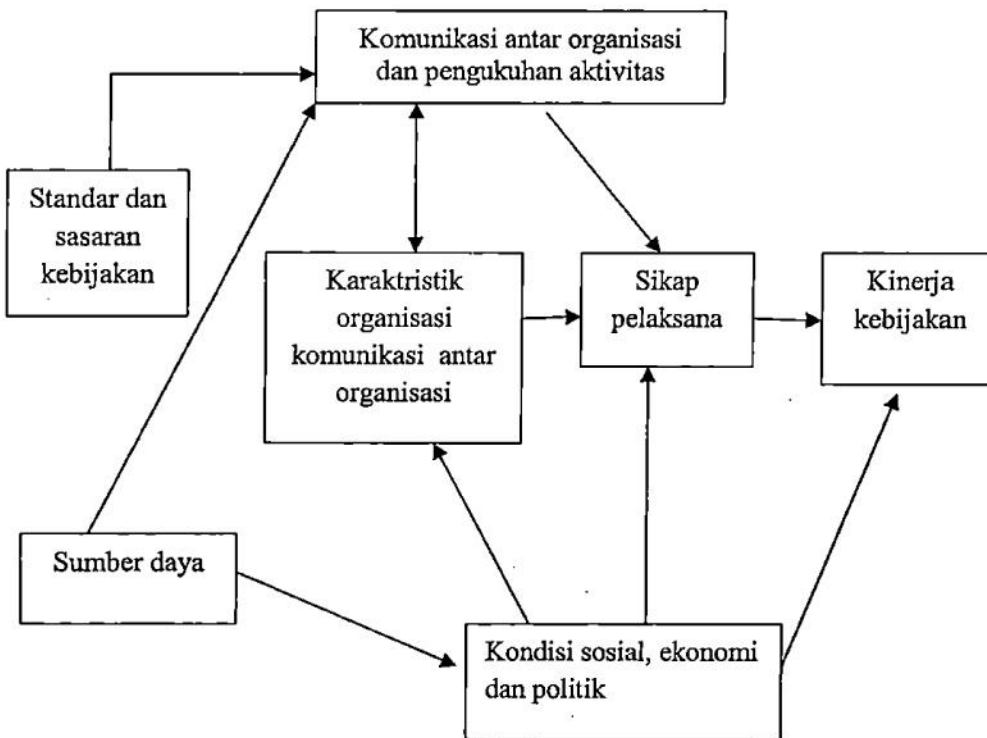 Komunikasi antar organisasi
dan pengukuhan aktivitas
Standar dan
sasaran
kebijakan
Karaktristik
organisasi
komunikasi antar
organisasi
Sikap
pelaksana
Kinerja
kebijakan
Sumber daya
Kondisi sosial, ekonomi
dan politik